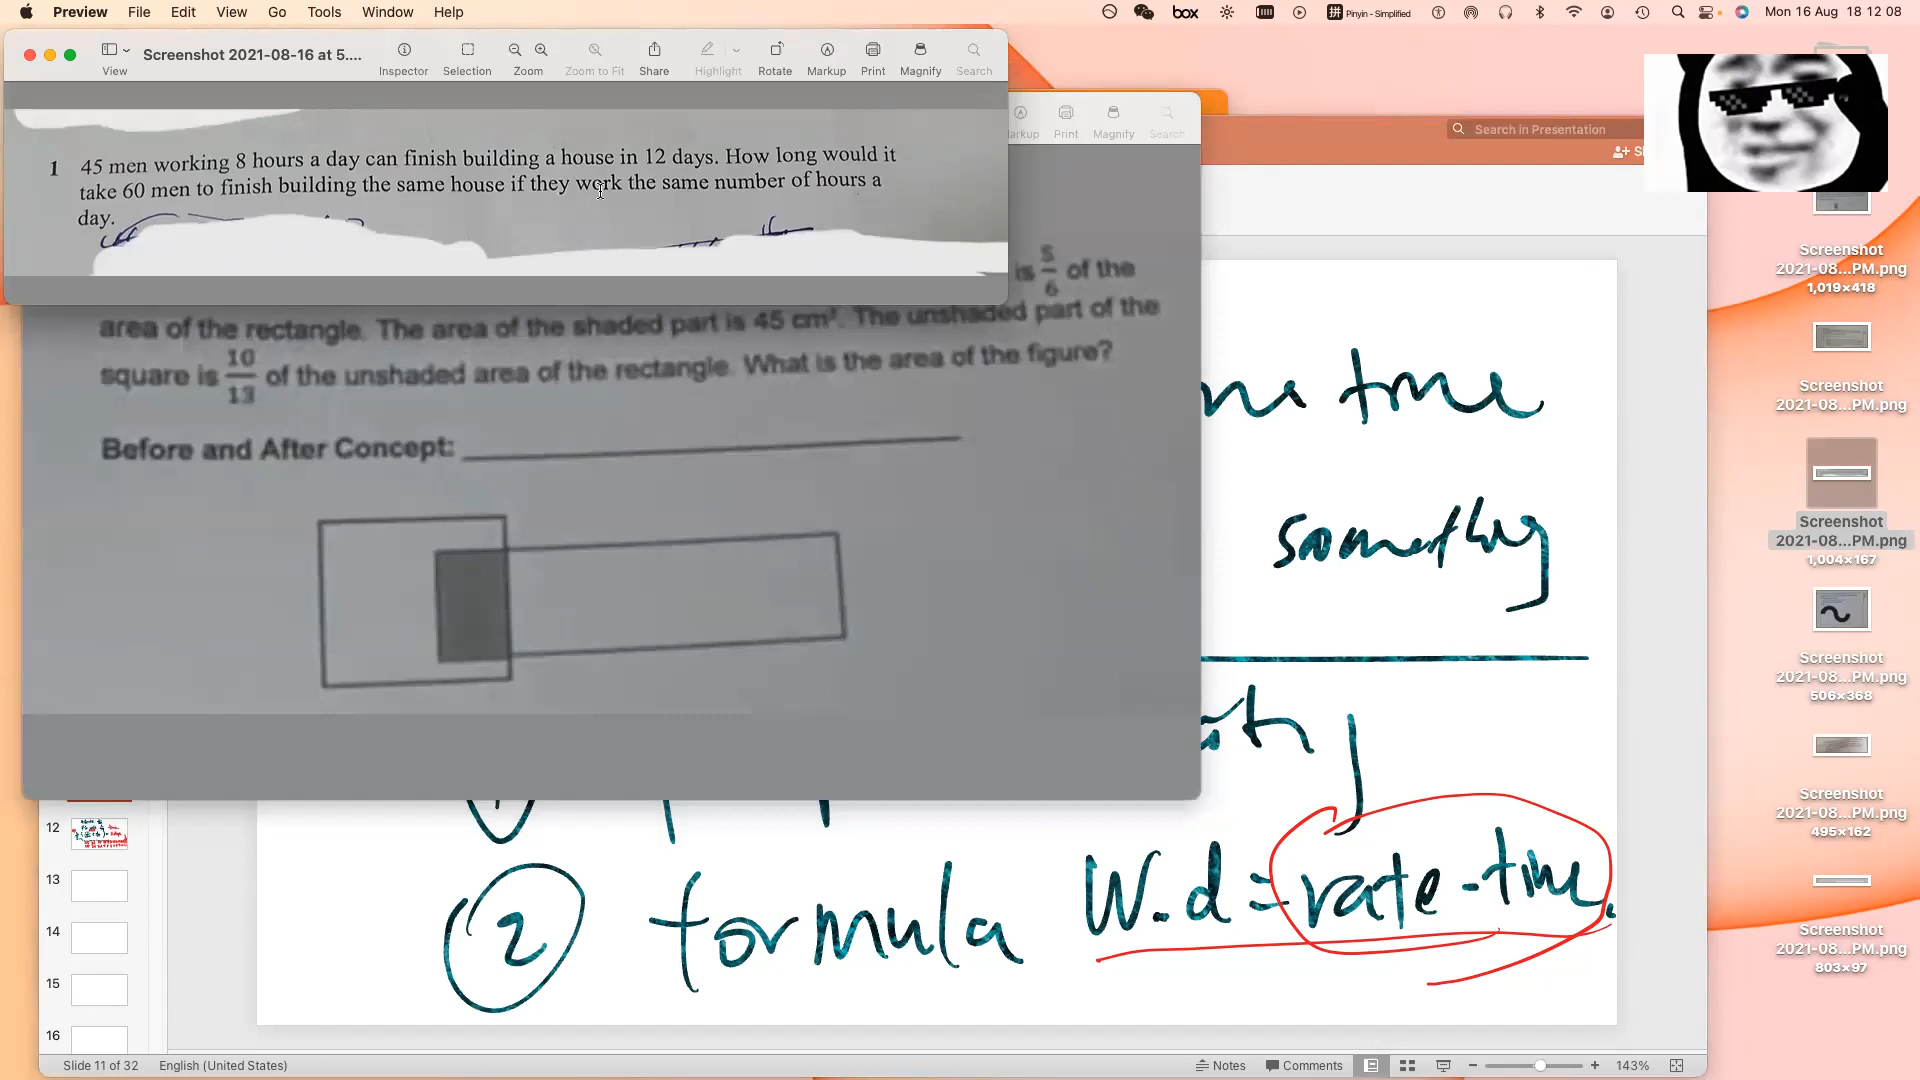 Preview File Edit View Go Tools Window Help
Pinyin - Simplified
box
Mon 16 Aug 18 12 08
Screenshot 2021-08-16 at 5....
View
Inspector Selection Zoom Zoom to Fit Share Highlight Rotate Markup Print Magnify Search
1 45 men working 8 hours a day can finish building a house in 12 days. How long would it
take 60 men to finish building the same house if they work the same number of hours a
day.
arkup Print Magnify Search
Search in Presentation
is 5/6 of the
area of the rectangle. The area of the shaded part is 45 cm². The unshaded part of the
square is 10/13 of the unshaded area of the rectangle. What is the area of the figure?
Before and After Concept:
time
something
2 formula W.d = rate - time.
12
13
14
15
16
Screenshot
2021-08...PM.png
1,019×418
Screenshot
2021-08...PM.png
Screenshot
2021-08...PM.png
1,004×167
Screenshot
2021-08...PM.png
506×368
Screenshot
2021-08...PM.png
495×162
Screenshot
2021-08...PM.png
803×97
Slide 11 of 32 English (United States)
Notes Comments 143%